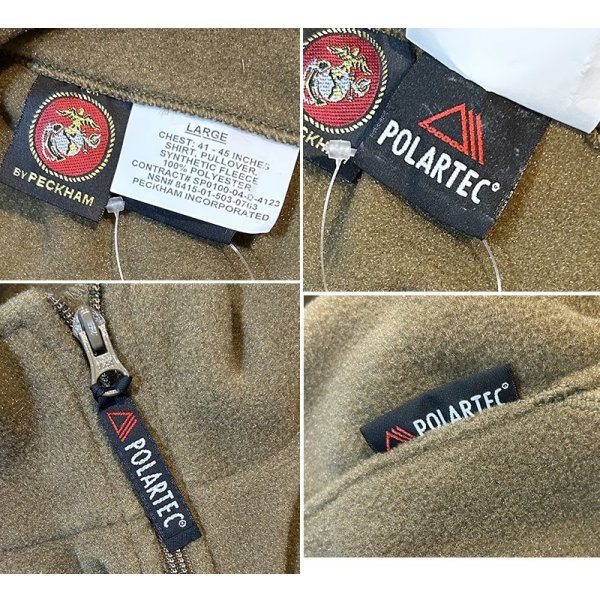 LARGE
CHEST: 41 - 45 INCHES
SHIRT, PULLOVER,
SYNTHETIC FLEECE
100% POLYESTER,
CONTRACT# SP0100-04-D-4123
NSN# 8415-01-503-0763
PECKHAM INCORPORATED
BY PECKHAM
POLARTEC®
POLARTEC®
POLARTEC®